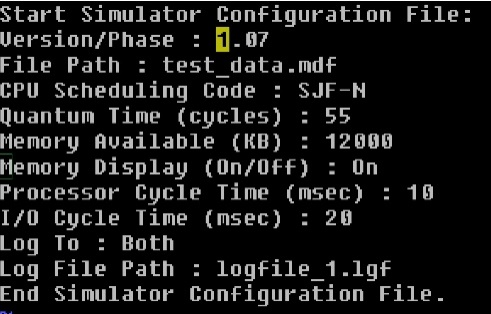 Start Simulator Configuration File:
Version/Phase : 1.07
File Path : test_data.mdf
CPU Scheduling Code : SJF-N
Quantum Time (cycles) : 55
Memory Available (KB) : 12000
Memory Display (On/Off) : On
Processor Cycle Time (msec) : 10
I/O Cycle Time (msec) : 20
Log To : Both
Log File Path : logfile_1.lgf
End Simulator Configuration File.